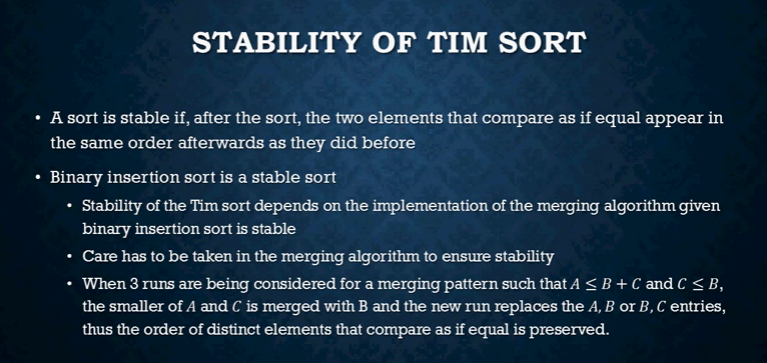 STABILITY OF TIM SORT
• A sort is stable if, after the sort, the two elements that compare as if equal appear in
the same order afterwards as they did before
• Binary insertion sort is a stable sort
• Stability of the Tim sort depends on the implementation of the merging algorithm given
binary insertion sort is stable
• Care has to be taken in the merging algorithm to ensure stability
• When 3 runs are being considered for a merging pattern such that A ≤ B + C and C ≤ B,
the smaller of A and C is merged with B and the new run replaces the A, B or B, C entries,
thus the order of distinct elements that compare as if equal is preserved.